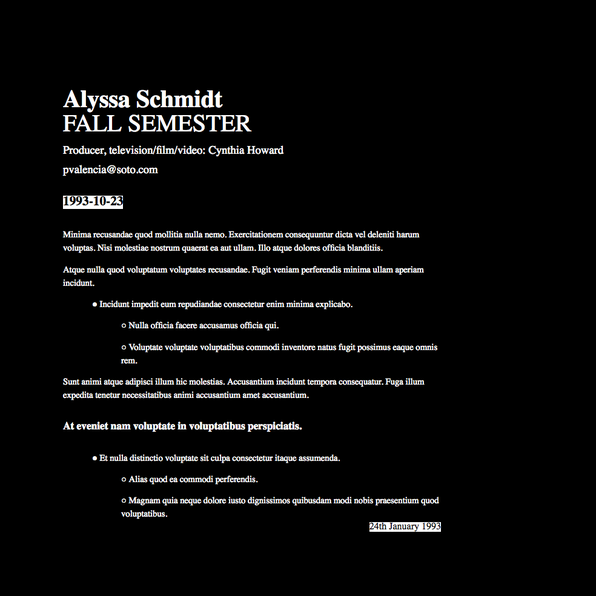 Alyssa Schmidt
FALL SEMESTER
Producer, television/film/video: Cynthia Howard
pvalencia@soto.com
1993-10-23
Minima recusandae quod mollitia nulla nemo. Exercitationem consequuntur dicta vel deleniti harum
voluptas. Nisi molestiae nostrum quaerat ea aut ullam. Illo atque dolores officia blanditiis.
Atque nulla quod voluptatum voluptates recusandae. Fugit veniam perferendis minima ullam aperiam
incidunt.
● Incidunt impedit eum repudiandae consectetur enim minima explicabo.
○ Nulla officia facere accusamus officia qui.
○ Voluptate voluptate voluptatibus commodi inventore natus fugit possimus eaque omnis
rem.
Sunt animi atque adipisci illum hic molestias. Accusantium incidunt tempora consequatur. Fuga illum
expedita tenetur necessitatibus animi accusantium amet accusantium.
At eveniet nam voluptate in voluptatibus perspiciatis.
● Et nulla distinctio voluptate sit culpa consectetur itaque assumenda.
○ Alias quod ea commodi perferendis.
○ Magnam quia neque dolore iusto dignissimos quibusdam modi nobis praesentium quod
voluptatibus.
24th January 1993